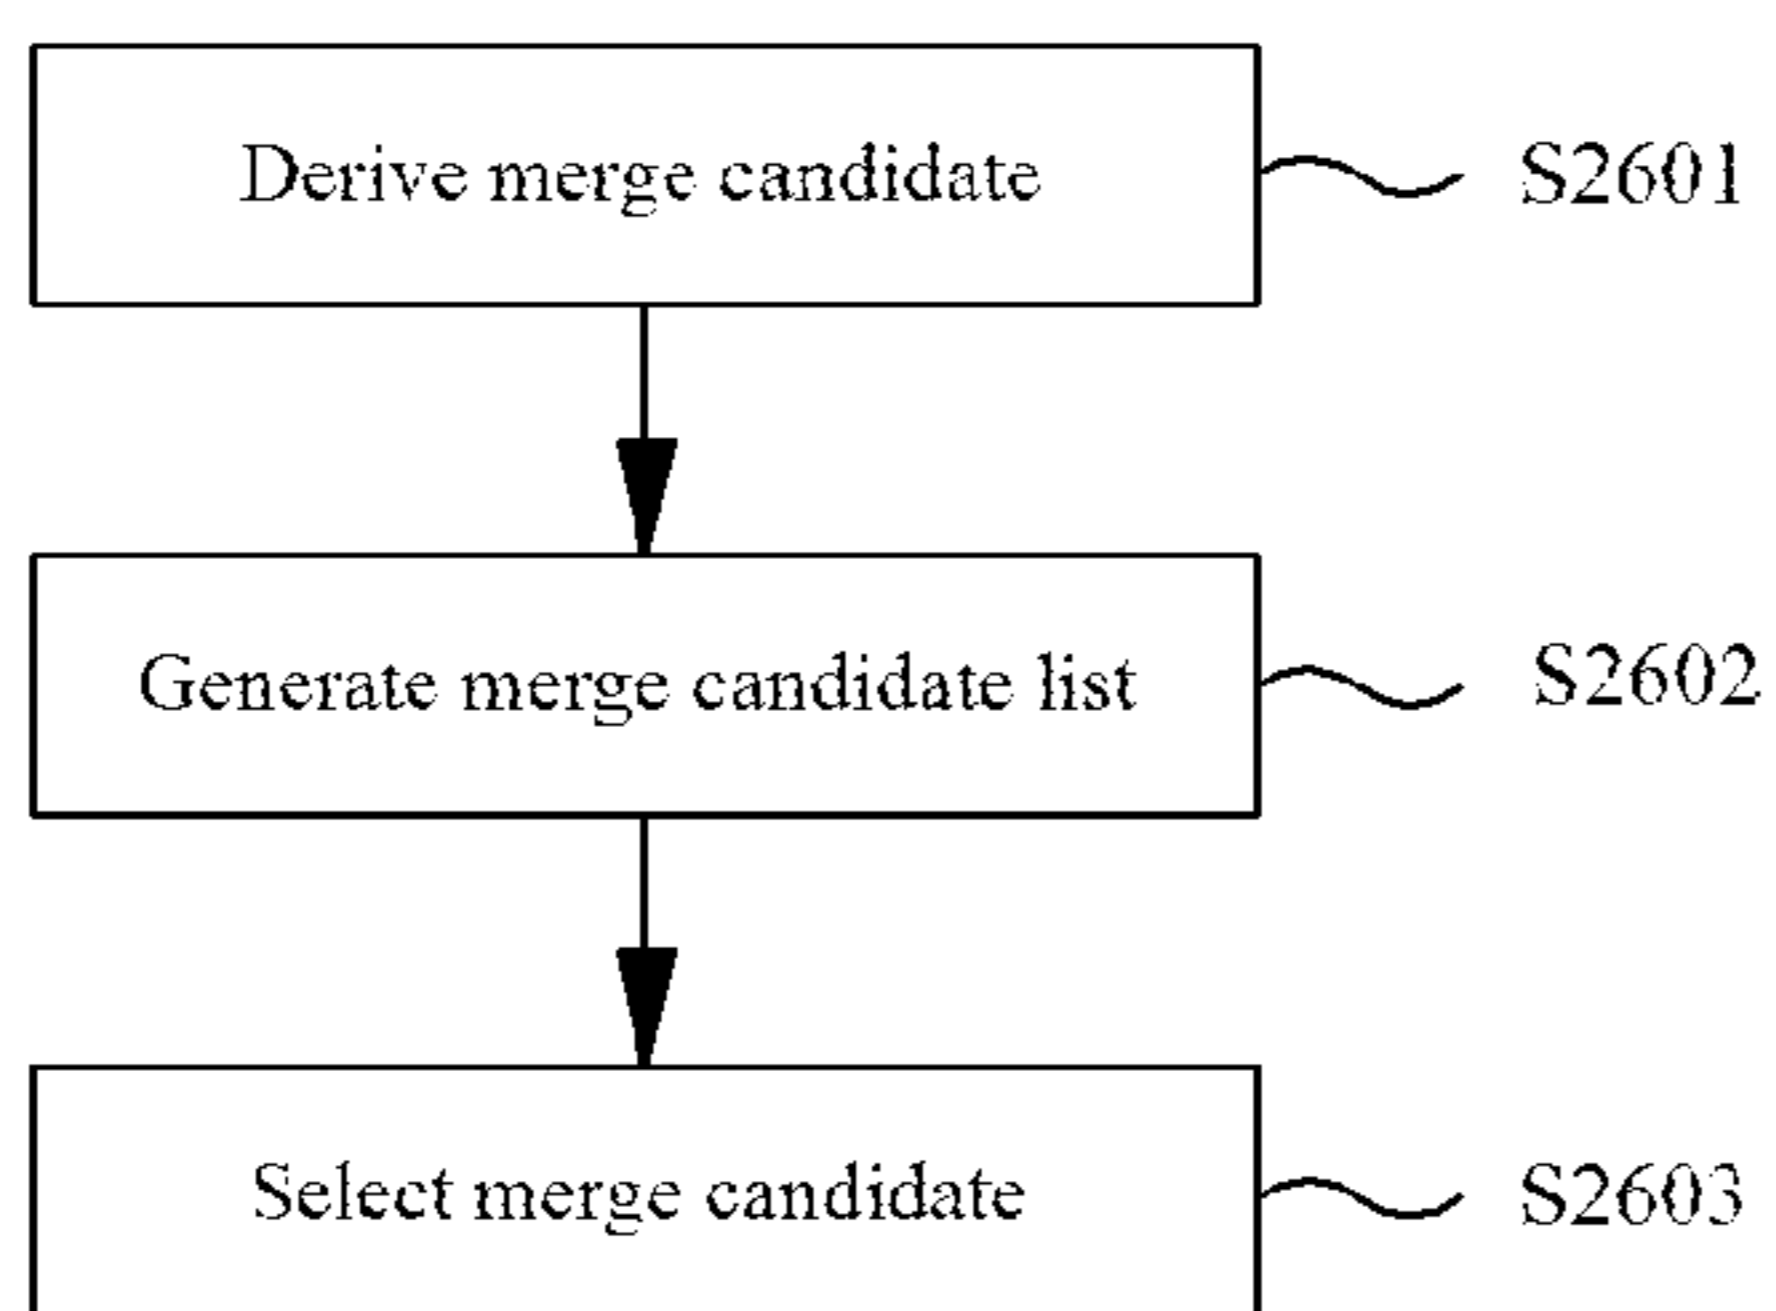 Derive merge candidate S2601
Generate merge candidate list S2602
Select merge candidate S2603